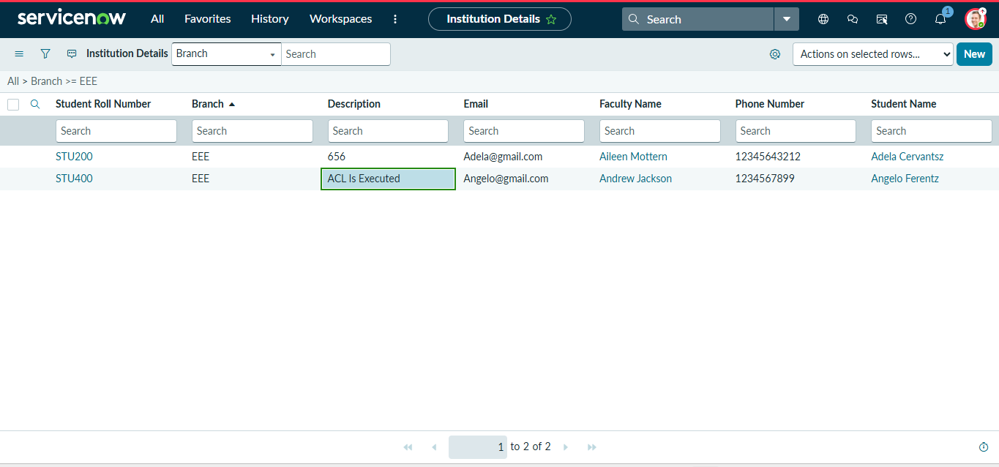 servicenow All Favorites History Workspaces Institution Details Search 1
Institution Details Branch Search Actions on selected rows... New
All > Branch >= EEE
Student Roll Number Branch Description Email Faculty Name Phone Number Student Name
Search Search Search Search Search Search Search
STU200 EEE 656 Adela@gmail.com Aileen Mottern 12345643212 Adela Cervantsz
STU400 EEE ACL Is Executed Angelo@gmail.com Andrew Jackson 1234567899 Angelo Ferentz
1 to 2 of 2